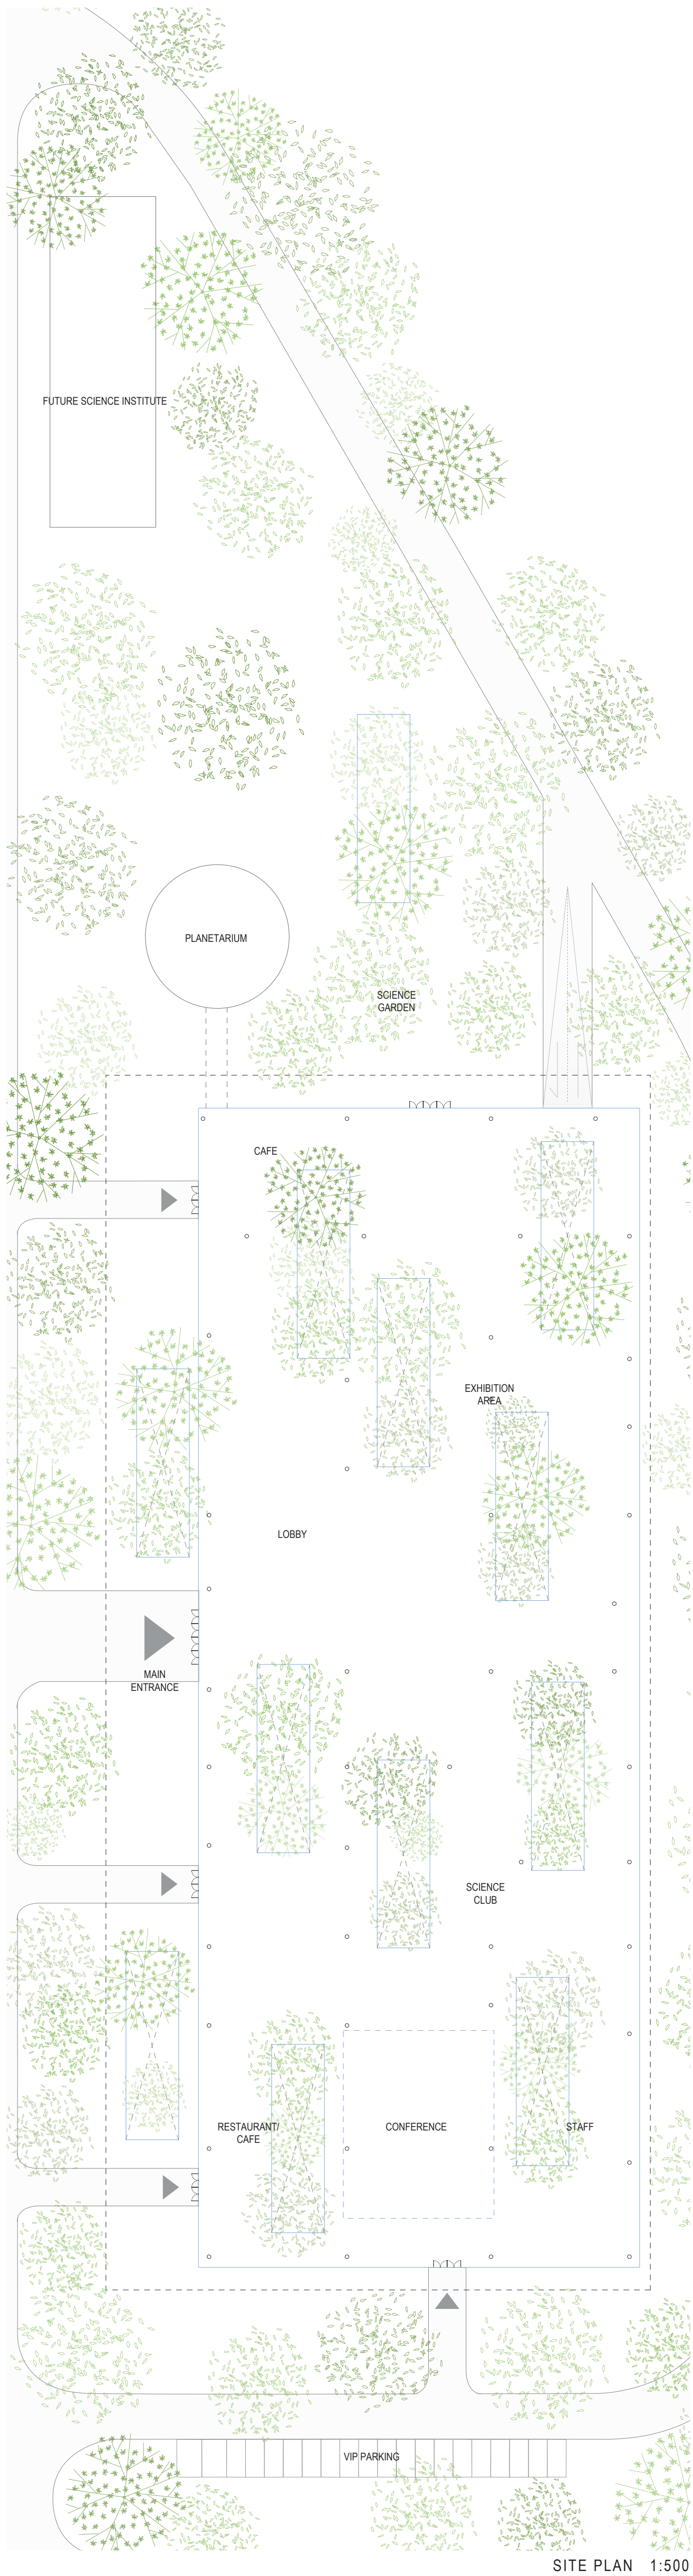 FUTURE SCIENCE INSTITUTE
PLANETARIUM
SCIENCE
GARDEN
CAFE
EXHIBITION
AREA
LOBBY
MAIN
ENTRANCE
SCIENCE
CLUB
RESTAURANT/
CAFE
CONFERENCE
STAFF
VIP PARKING
SITE PLAN 1:500